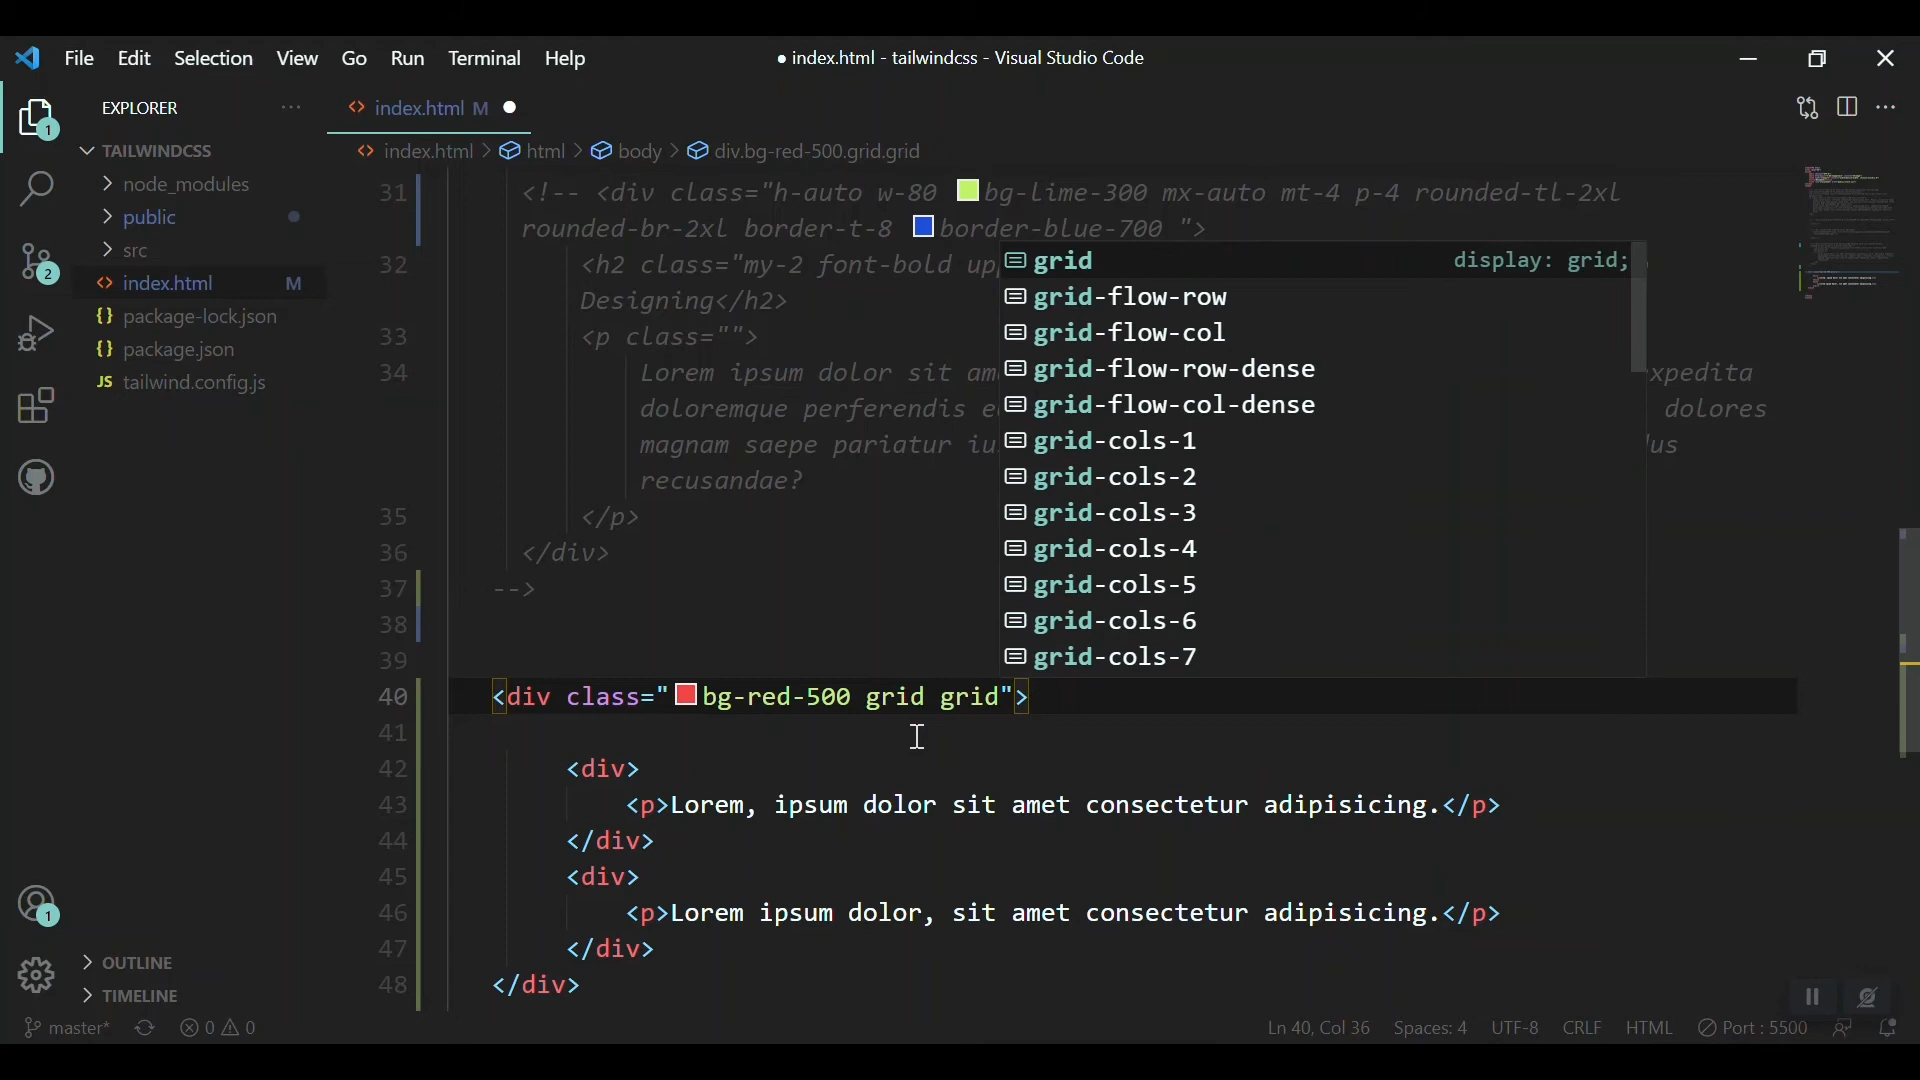 File Edit Selection View Go Run Terminal Help
● index.html - tailwindcss - Visual Studio Code
EXPLORER ···
<> index.html M ●
TAILWINDCSS
<> index.html > html > body > div.bg-red-500.grid.grid
node_modules
public
src
<> index.html M
{} package-lock.json
{} package.json
JS tailwind.config.js
OUTLINE
TIMELINE
31 <!-- <div class="h-auto w-80 bg-lime-300 mx-auto mt-4 p-4 rounded-tl-2xl
rounded-br-2xl border-t-8 border-blue-700 ">
32 <h2 class="my-2 font-bold up
Designing</h2>
33 <p class="">
34 Lorem ipsum dolor sit am xpedita
doloremque perferendis e dolores
magnam saepe pariatur iu us
recusandae?
35 </p>
36 </div>
37 -->
38
39
40 <div class="bg-red-500 grid grid">
41
42 <div>
43 <p>Lorem, ipsum dolor sit amet consectetur adipisicing.</p>
44 </div>
45 <div>
46 <p>Lorem ipsum dolor, sit amet consectetur adipisicing.</p>
47 </div>
48 </div>
grid display: grid;
grid-flow-row
grid-flow-col
grid-flow-row-dense
grid-flow-col-dense
grid-cols-1
grid-cols-2
grid-cols-3
grid-cols-4
grid-cols-5
grid-cols-6
grid-cols-7
1
2
1
master* 0 0 Ln 40, Col 36 Spaces: 4 UTF-8 CRLF HTML Port : 5500